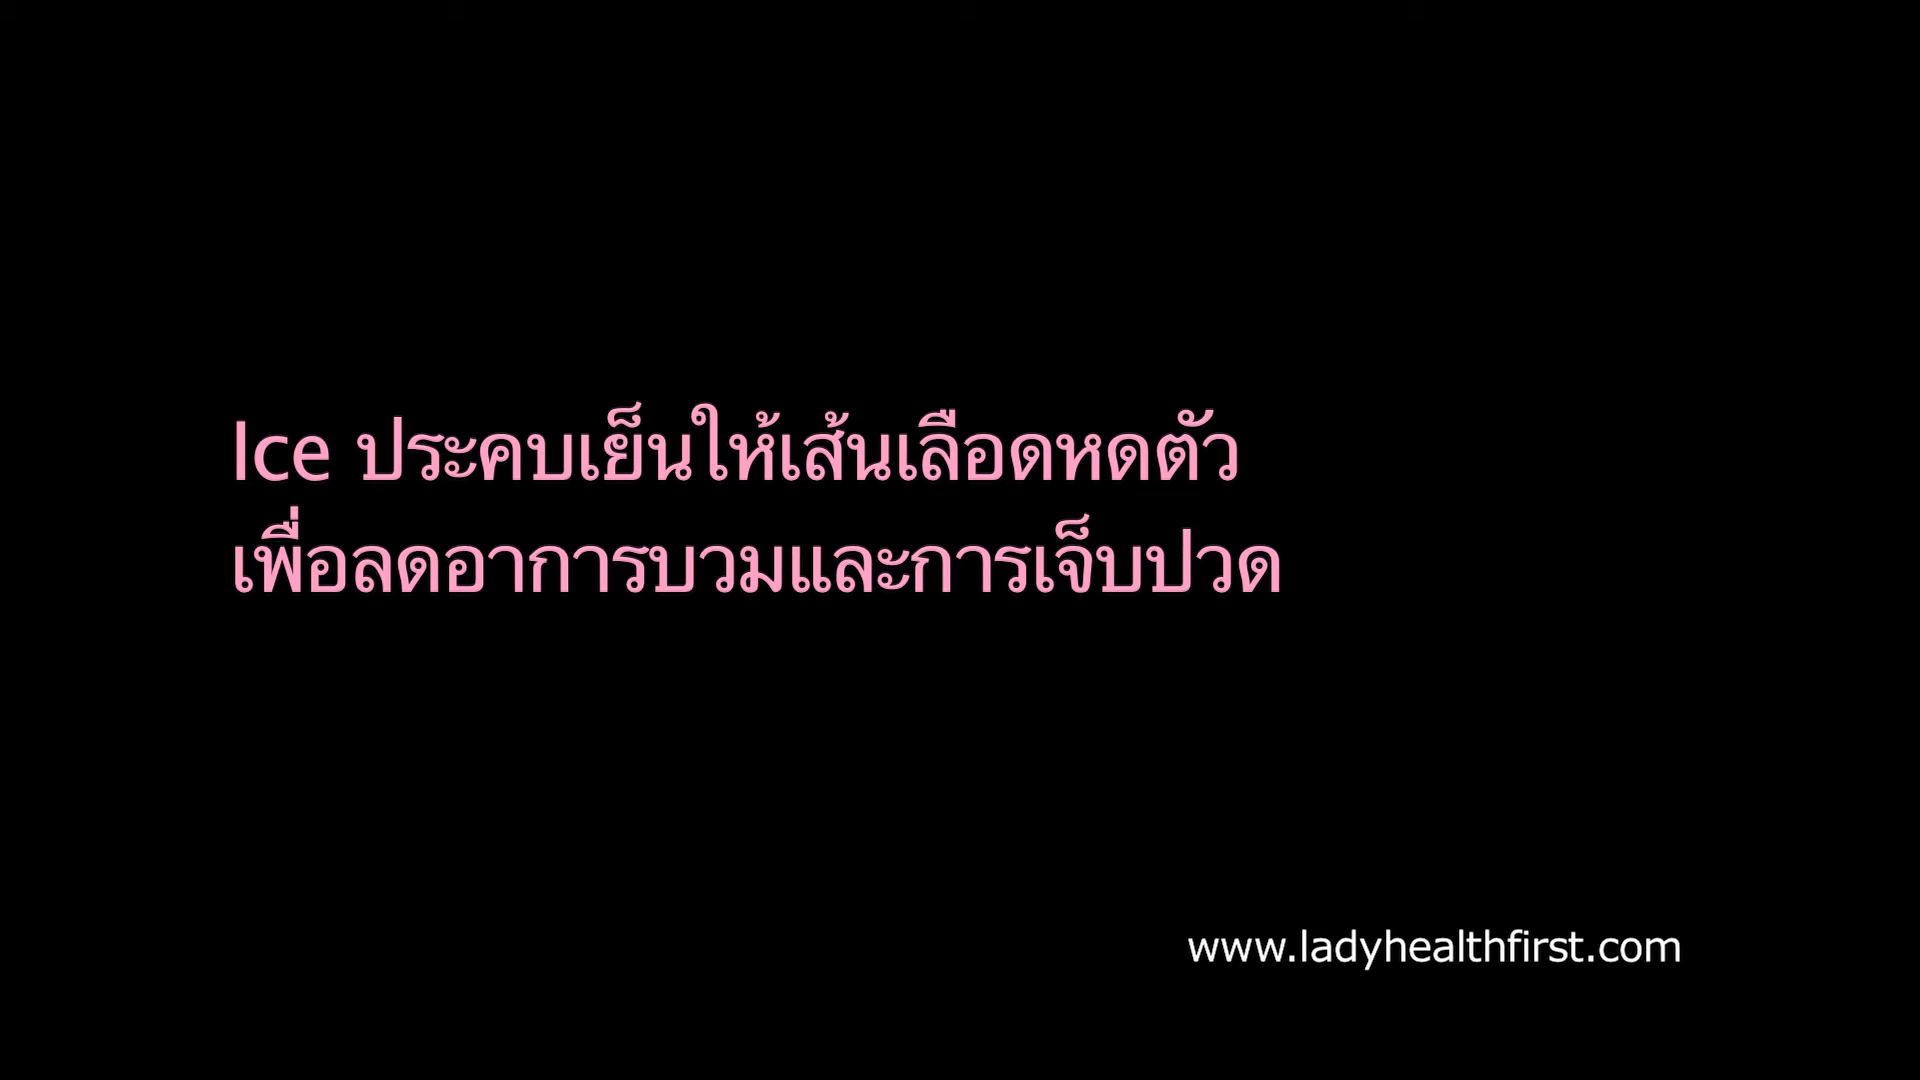 Ice ประคบเย็นให้เส้นเลือดหดตัว
เพื่อลดอาการบวมและการเจ็บปวด
www.ladyhealthfirst.com